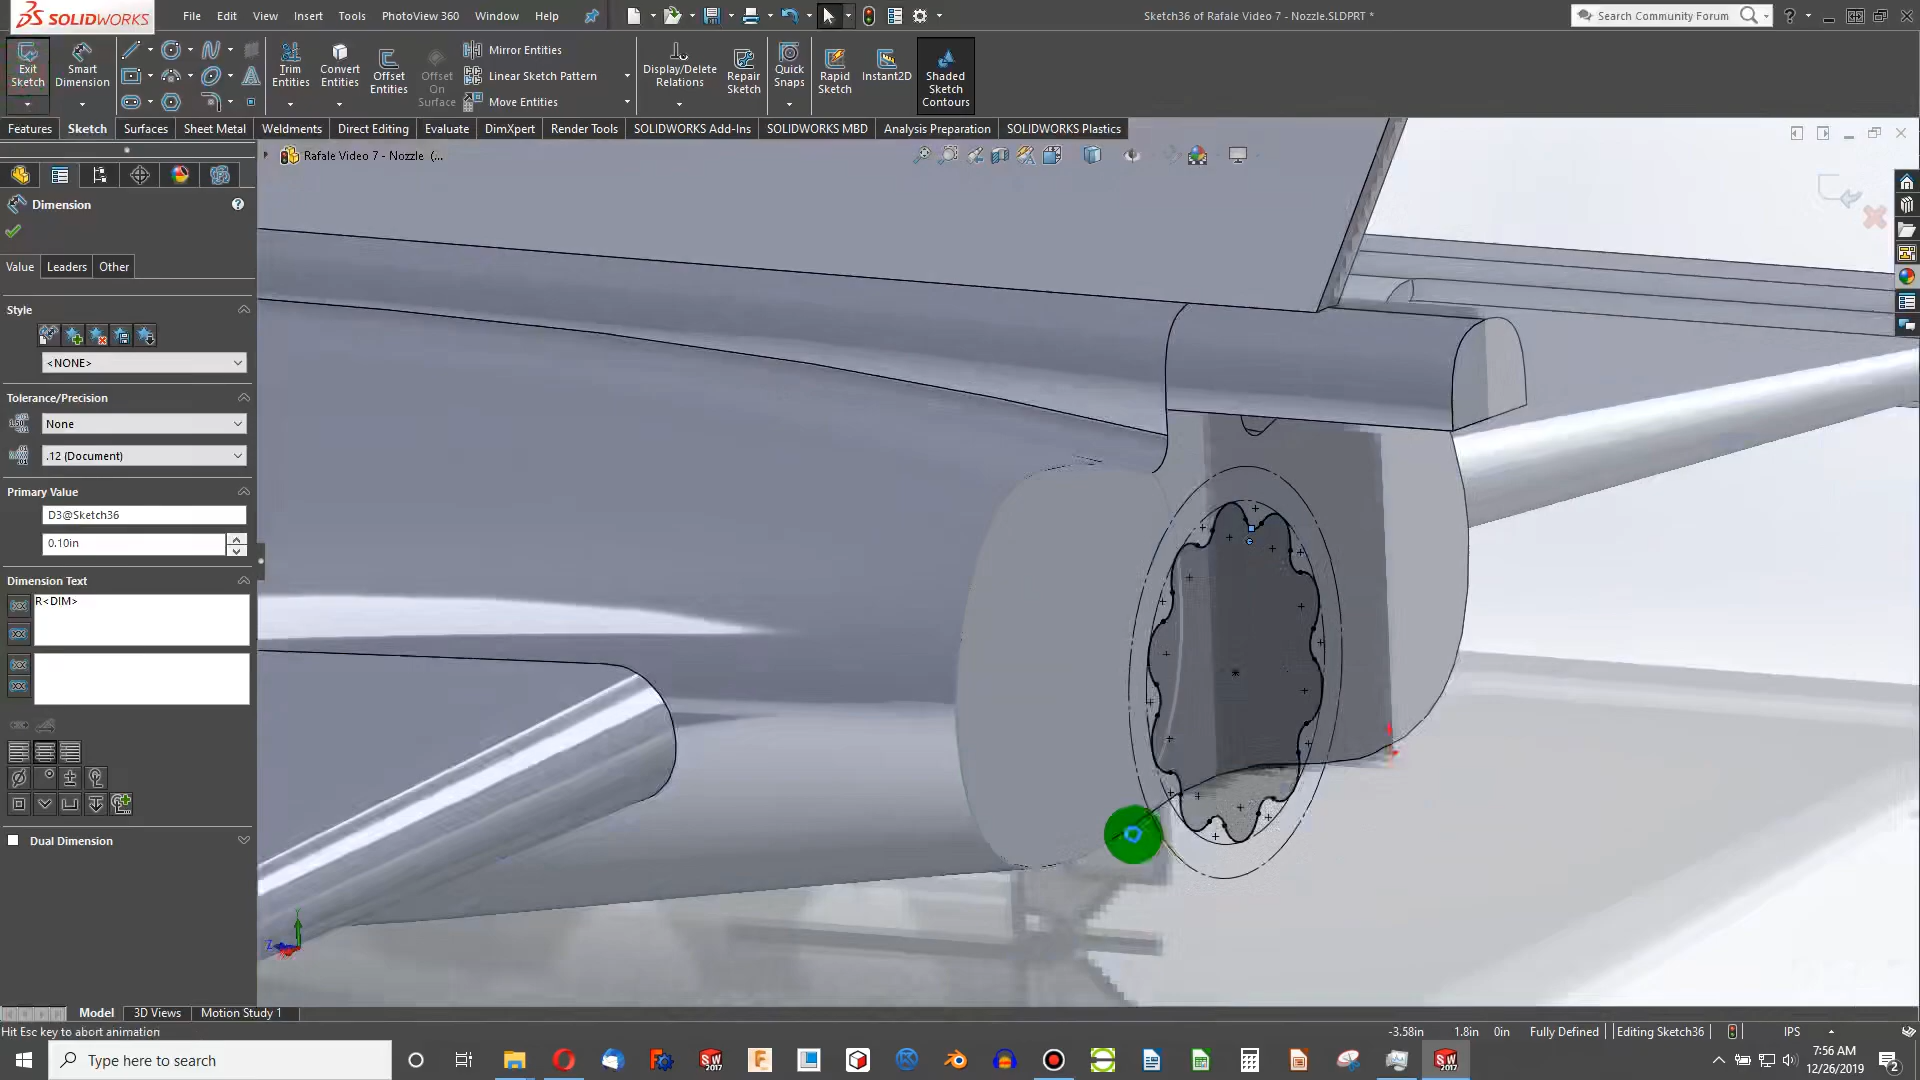 SOLIDWORKS
File
Edit
View
Insert
Tools
PhotoView 360
Window
Help
Sketch36 of Rafale Video 7 - Nozzle.SLDPRT *
Search Community Forum
Exit Sketch
Smart Dimension
Trim Entities
Convert Entities
Offset Entities
Offset On Surface
Mirror Entities
Linear Sketch Pattern
Move Entities
Display/Delete Relations
Repair Sketch
Quick Snaps
Rapid Sketch
Instant2D
Shaded Sketch Contours
Features
Sketch
Surfaces
Sheet Metal
Weldments
Direct Editing
Evaluate
DimXpert
Render Tools
SOLIDWORKS Add-Ins
SOLIDWORKS MBD
Analysis Preparation
SOLIDWORKS Plastics
Rafale Video 7 - Nozzle (...
Dimension
Value
Leaders
Other
Style
<NONE>
Tolerance/Precision
None
.12 (Document)
Primary Value
D3@Sketch36
0.10in
Dimension Text
R<DIM>
Dual Dimension
Model
3D Views
Motion Study 1
Hit Esc key to abort animation
-3.58in
1.8in
0in
Fully Defined
Editing Sketch36
IPS
Type here to search
7:56 AM
12/26/2019